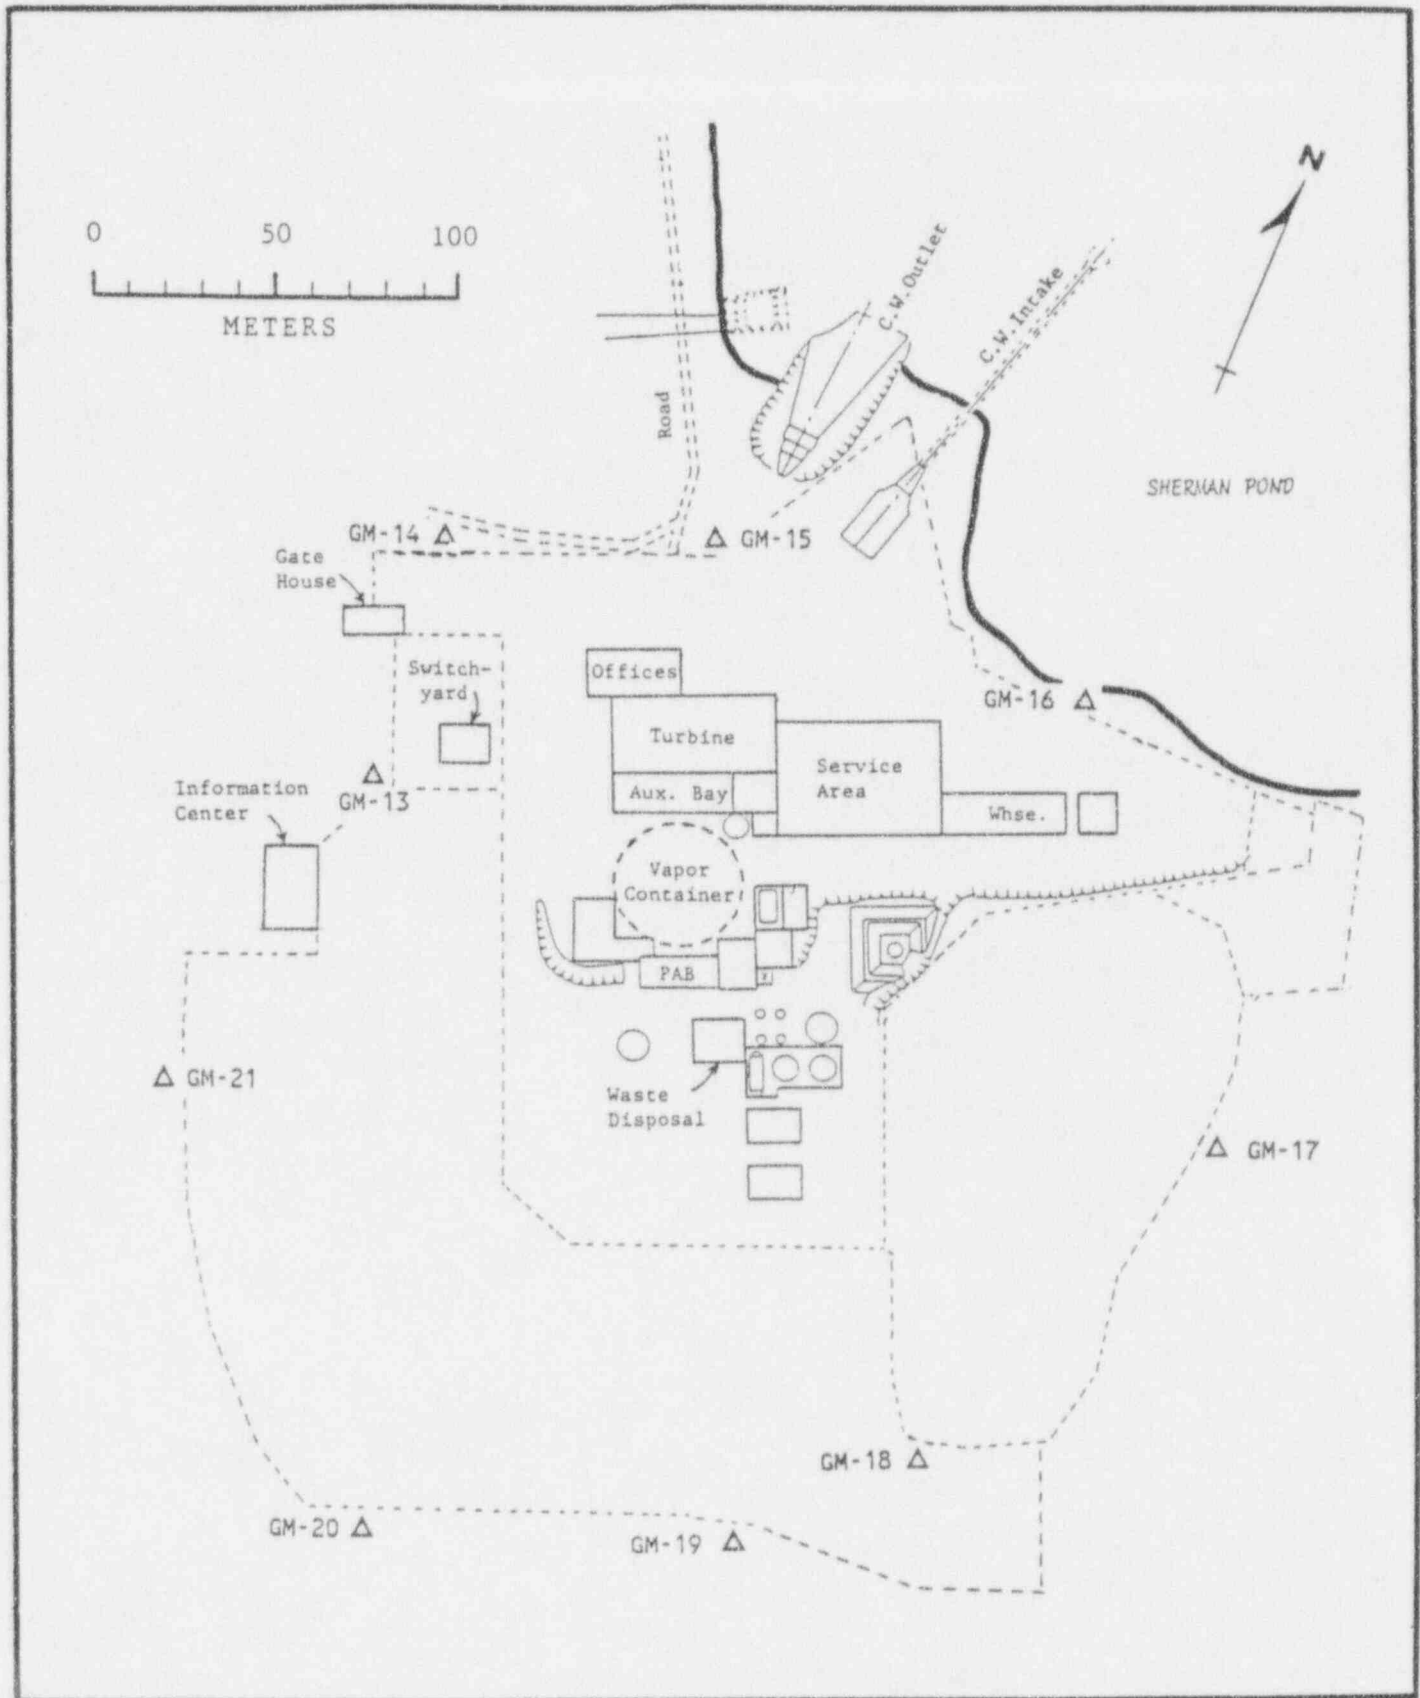 N
0 50 100
METERS
C.W.Outlet
C.W.Intake
Road
SHERMAN POND
GM-14
GM-15
Gate
House
Switch-
yard
Offices
GM-16
Turbine
Service
Area
Information
Center
GM-13
Aux. Bay
Whse.
Vapor
Container
PAB
GM-21
Waste
Disposal
GM-17
GM-18
GM-20
GM-19